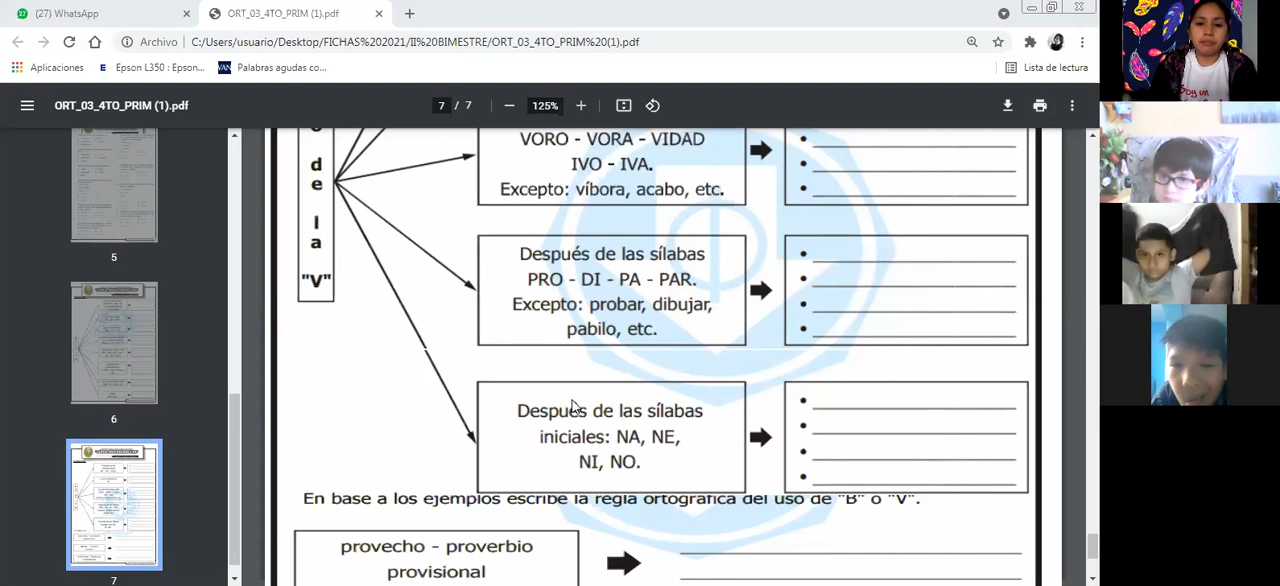 (27) WhatsApp
ORT_03_4TO_PRIM (1).pdf
Archivo
C:/Users/usuario/Desktop/FICHAS%202021/II%20BIMESTRE/ORT_03_4TO_PRIM%20(1).pdf
Aplicaciones
Epson L350 : Epson...
Palabras agudas co...
Lista de lectura
ORT_03_4TO_PRIM (1).pdf
7 / 7
125%
5
6
7
o
de
la
"V"
VORO - VORA - VIDAD
IVO - IVA.
Excepto: víbora, acabo, etc.
Después de las sílabas
PRO - DI - PA - PAR.
Excepto: probar, dibujar,
pabilo, etc.
Después de las sílabas
iniciales: NA, NE,
NI, NO.
En base a los ejemplos escribe la regla ortográfica del uso de "B" o "V".
provecho - proverbio
provisional
Soy un